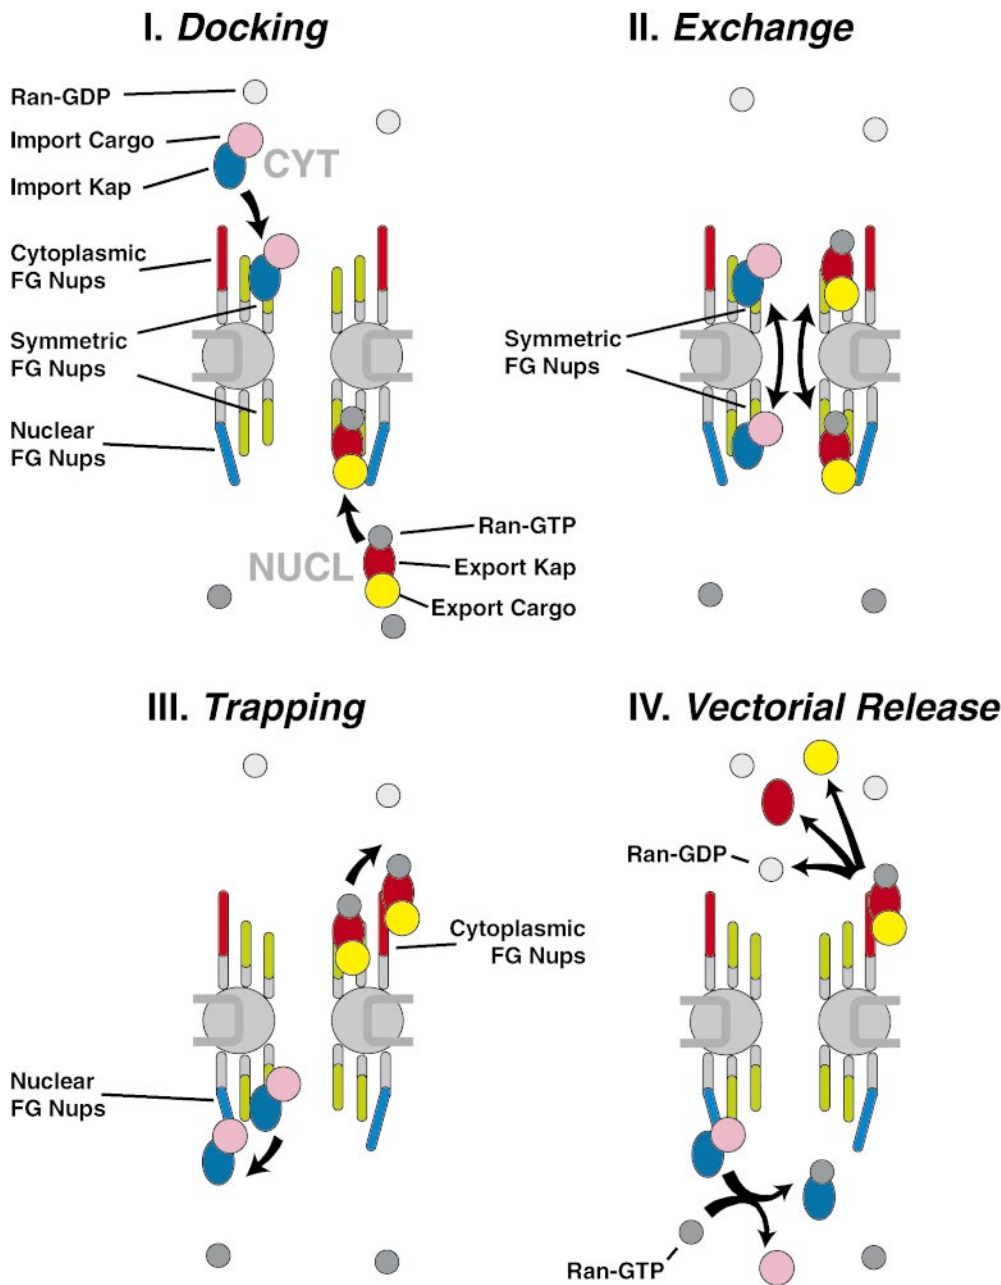 I. Docking
Ran-GDP
Import Cargo
CYT
Import Kap
Cytoplasmic
FG Nups
Symmetric
FG Nups
Nuclear
FG Nups
Ran-GTP
NUCL
Export Kap
Export Cargo
II. Exchange
Symmetric
FG Nups
III. Trapping
Cytoplasmic
FG Nups
Nuclear
FG Nups
IV. Vectorial Release
Ran-GDP
Ran-GTP